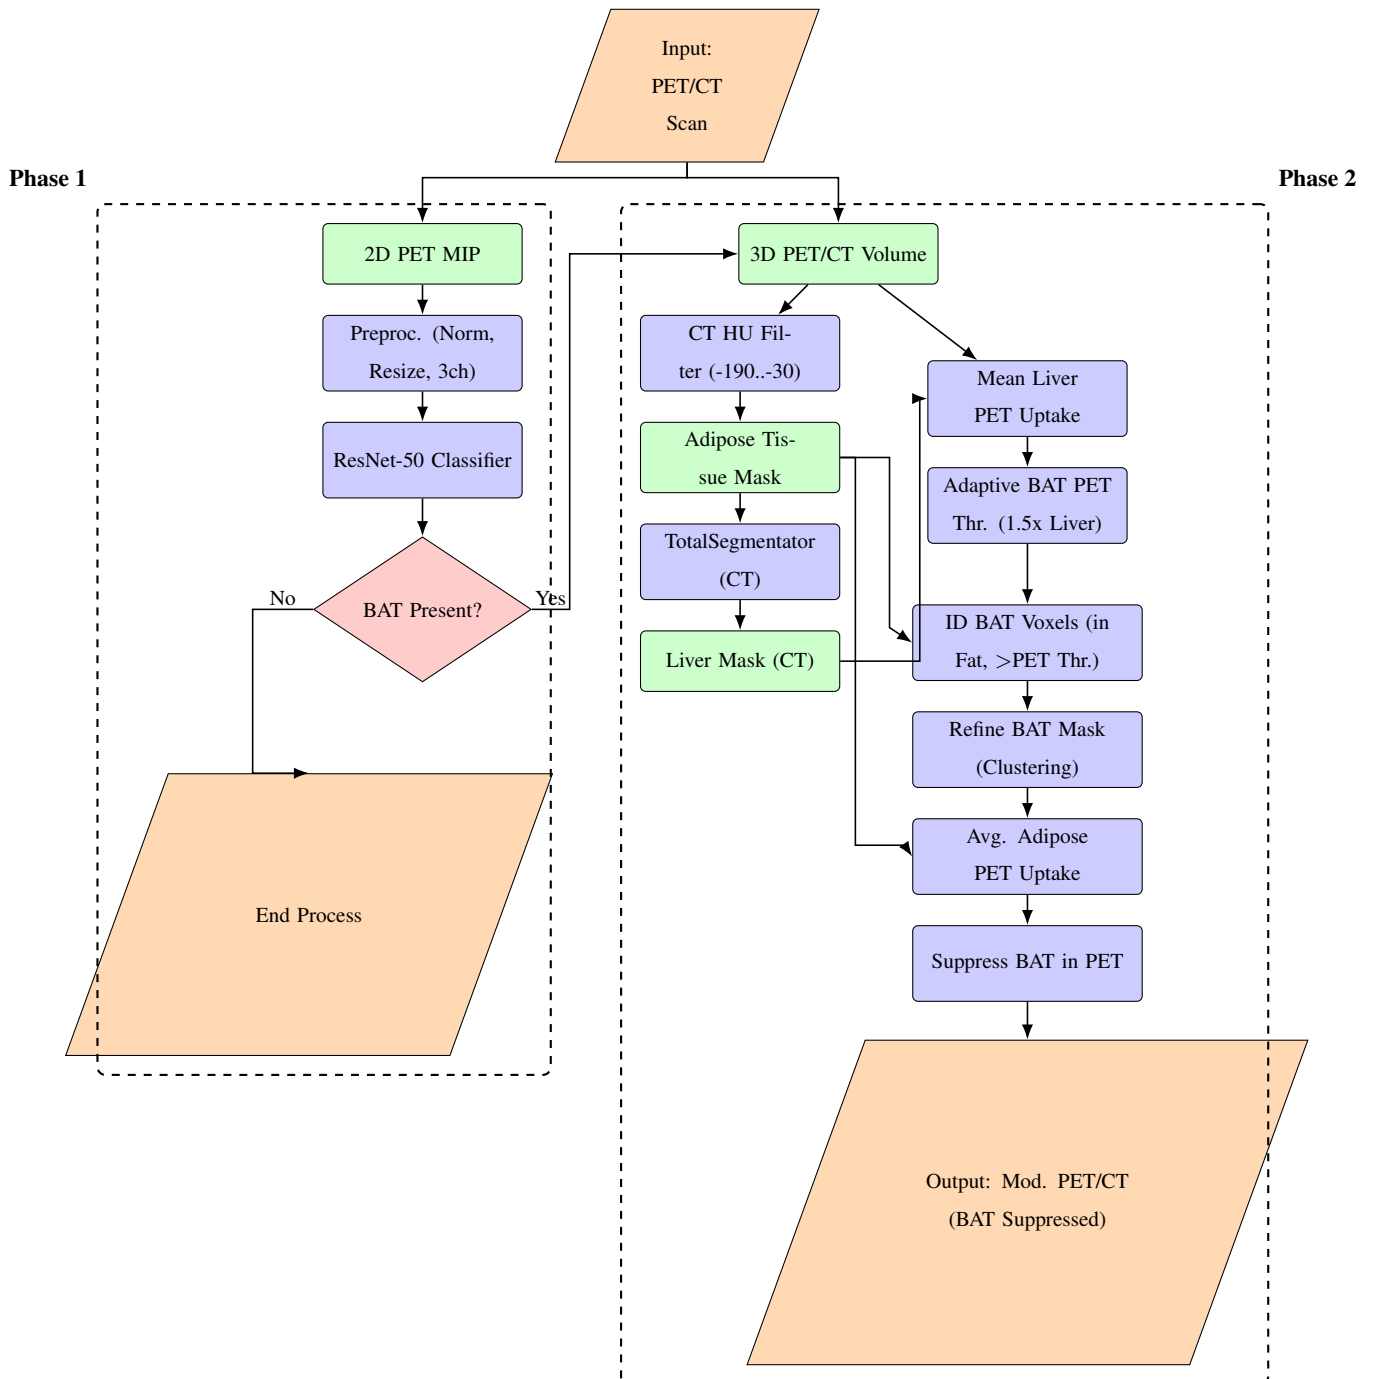 Input:
PET/CT
Scan
Phase 1
Phase 2
2D PET MIP
Preproc. (Norm,
Resize, 3ch)
ResNet-50 Classifier
BAT Present?
No
Yes
End Process
3D PET/CT Volume
CT HU Fil-
ter (-190..-30)
Adipose Tis-
sue Mask
TotalSegmentator
(CT)
Liver Mask (CT)
Mean Liver
PET Uptake
Adaptive BAT PET
Thr. (1.5x Liver)
ID BAT Voxels (in
Fat, >PET Thr.)
Refine BAT Mask
(Clustering)
Avg. Adipose
PET Uptake
Suppress BAT in PET
Output: Mod. PET/CT
(BAT Suppressed)